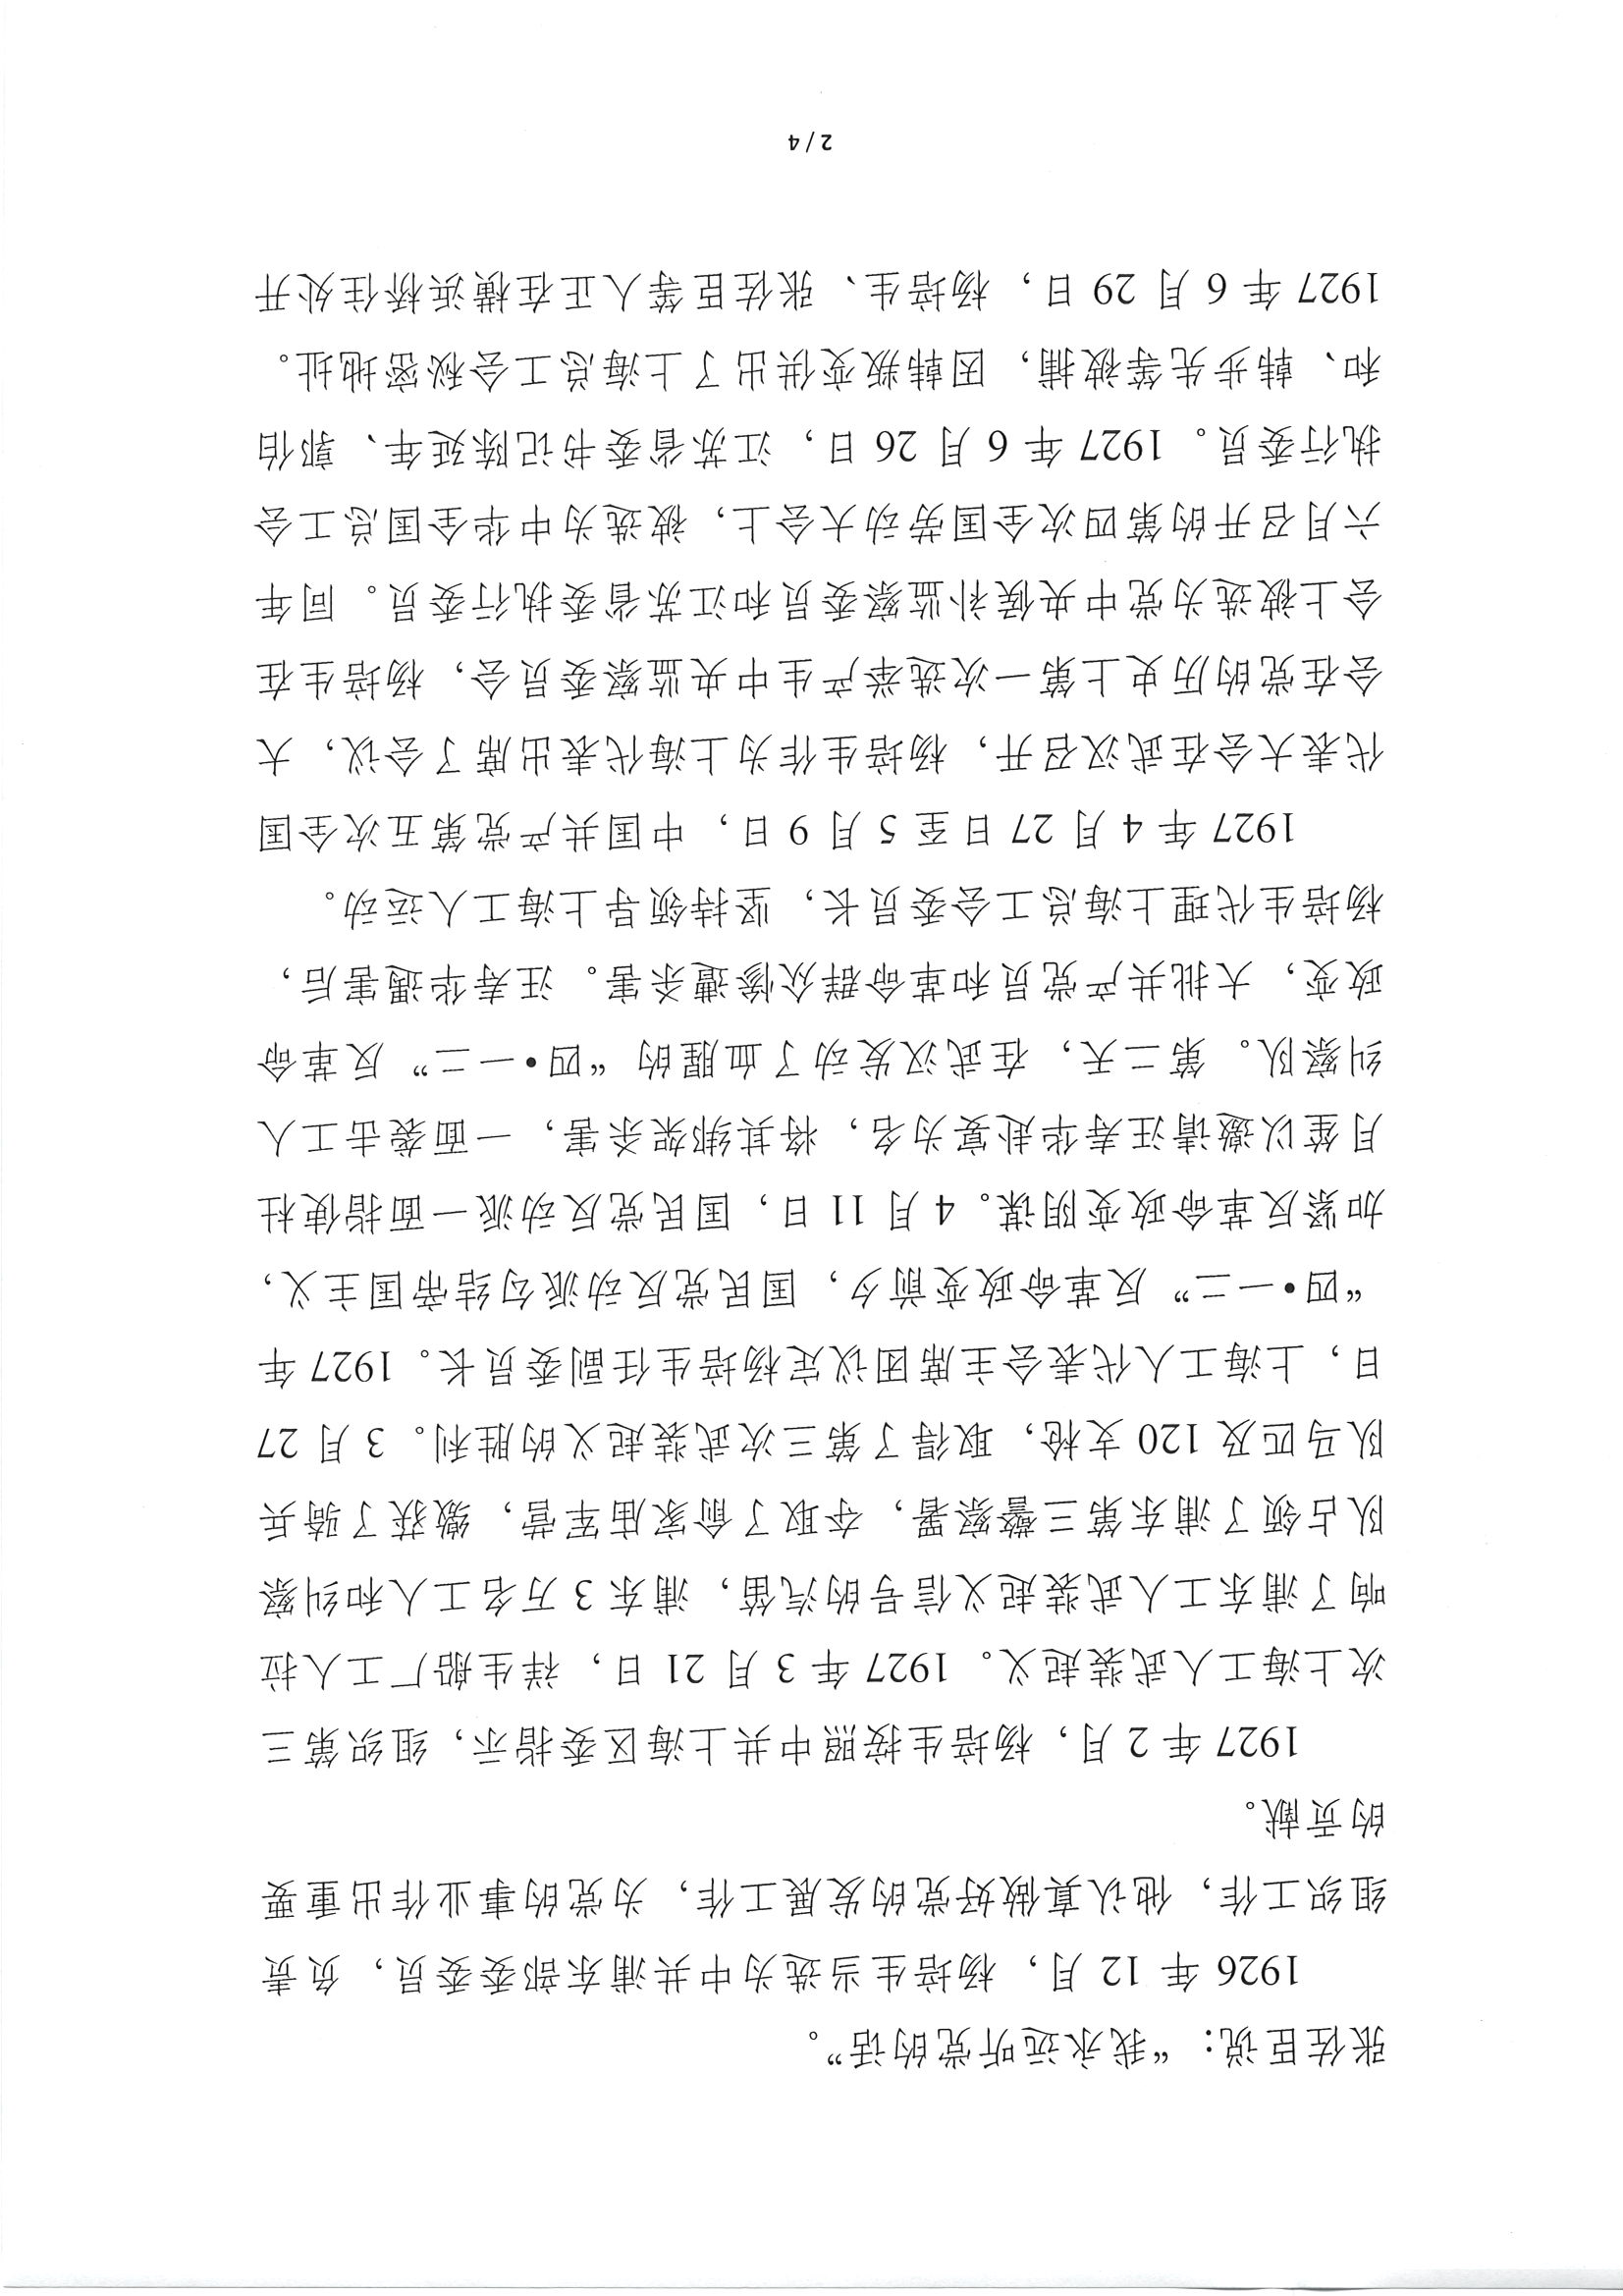 张佐臣说：“我永远听党的话”。
1926 年 12 月，杨培生当选为中共浦东部委委员，负责
组织工作，他认真做好党的发展工作，为党的事业作出重要
的贡献。
1927 年 2 月，杨培生按照中共上海区委指示，组织第三
次上海工人武装起义。1927 年 3 月 21 日，祥生船厂工人拉
响了浦东工人武装起义信号的汽笛，浦东 3 万名工人和纠察
队占领了浦东第三警察署，夺取了俞家庙军营，缴获了骑兵
队马匹及 120 支枪，取得了第三次武装起义的胜利。3 月 27
日，上海工人代表会主席团议定杨培生任副委员长。1927 年
“四•一二” 反革命政变前夕，国民党反动派勾结帝国主义，
加紧反革命政变阴谋。4 月 11 日，国民党反动派一面指使杜
月笙以邀请汪寿华赴宴为名，将其绑架杀害，一面袭击工人
纠察队。第二天，在武汉发动了血腥的 “四•一二” 反革命
政变，大批共产党员和革命群众惨遭杀害。汪寿华遇害后，
杨培生代理上海总工会委员长，坚持领导上海工人运动。
1927 年 4 月 27 日至 5 月 9 日，中国共产党第五次全国
代表大会在武汉召开，杨培生作为上海代表出席了会议，大
会在党的历史上第一次选举产生中央监察委员会，杨培生在
会上被选为党中央候补监察委员和江苏省委执行委员。同年
六月召开的第四次全国劳动大会上，被选为中华全国总工会
执行委员。1927 年 6 月 26 日，江苏省委书记陈延年、郭伯
和、韩步先等被捕，因韩叛变供出了上海总工会秘密地址。
1927 年 6 月 29 日，杨培生、张佐臣等人正在横浜桥住处开
2 / 4